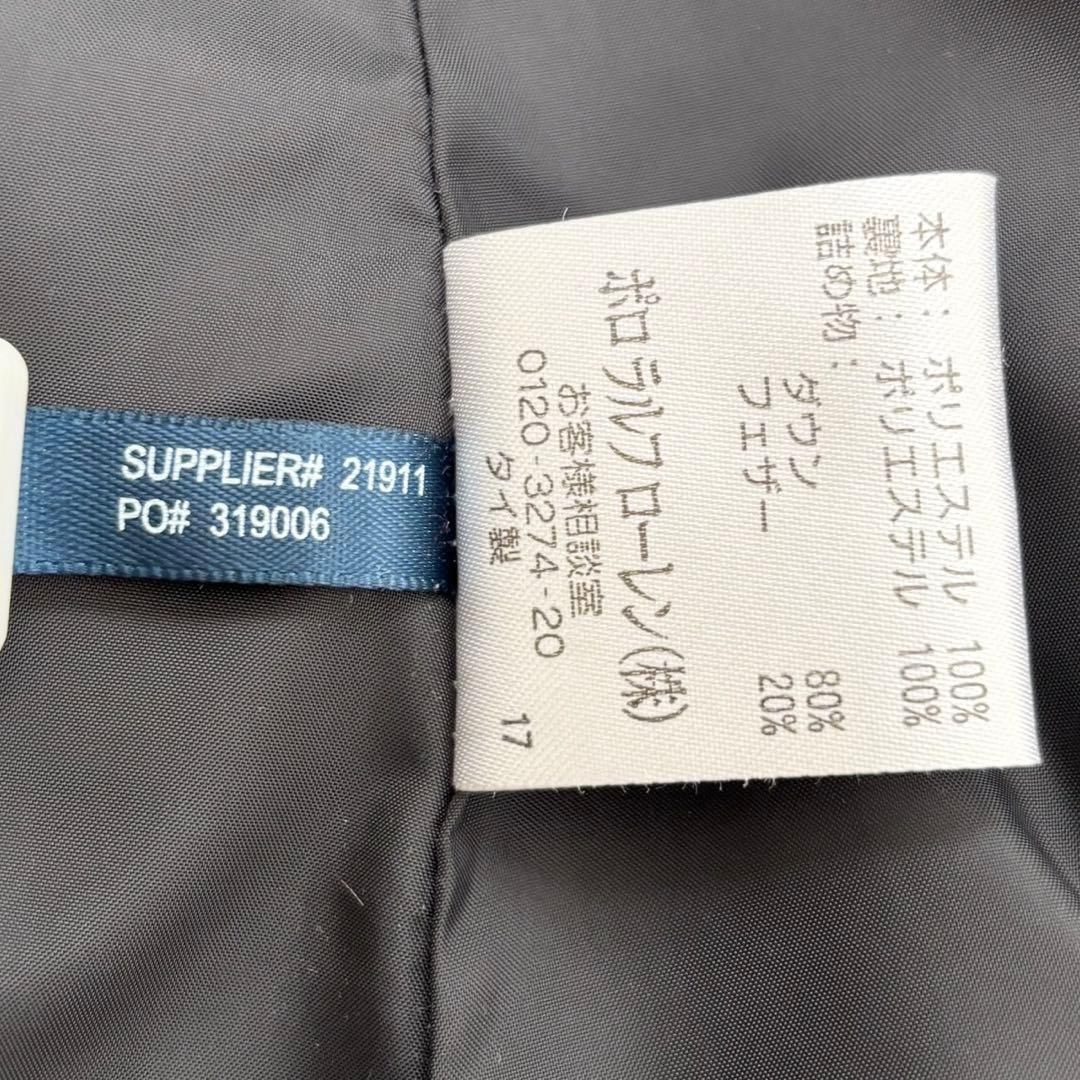 SUPPLIER# 21911
PO# 319006
本体： ポリエステル 100%
裏地： ポリエステル 100%
詰め物：
ダウン 80%
フェザー 20%
ポロ ラルフ ローレン(株)
お客様相談室
0120-3274-20
タイ製 17